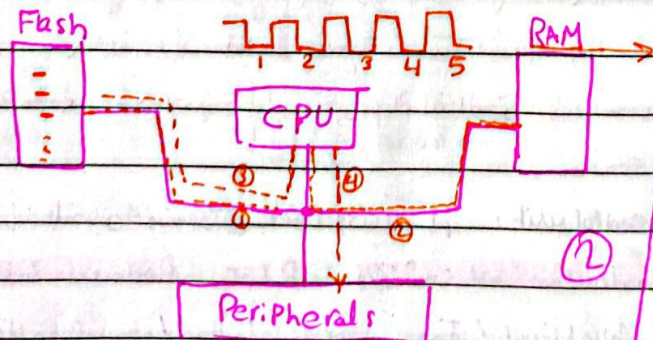 Flash
1 2 3 4 5
RAM
CPU
③ ④
① ②
②
Peripherals